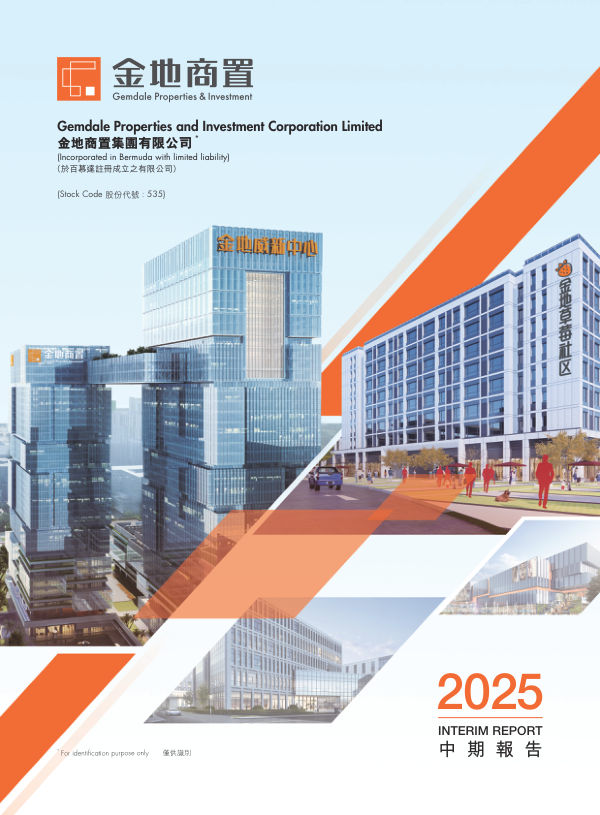 金地商置
Gemdale Properties & Investment
Gemdale Properties and Investment Corporation Limited
金地商置集團有限公司*
(Incorporated in Bermuda with limited liability)
(於百慕達註冊成立之有限公司)
(Stock Code 股份代號 : 535)
金地威新中心
金地商置
金地草莓社区
2025
INTERIM REPORT
中期報告
* For identification purpose only 僅供識別